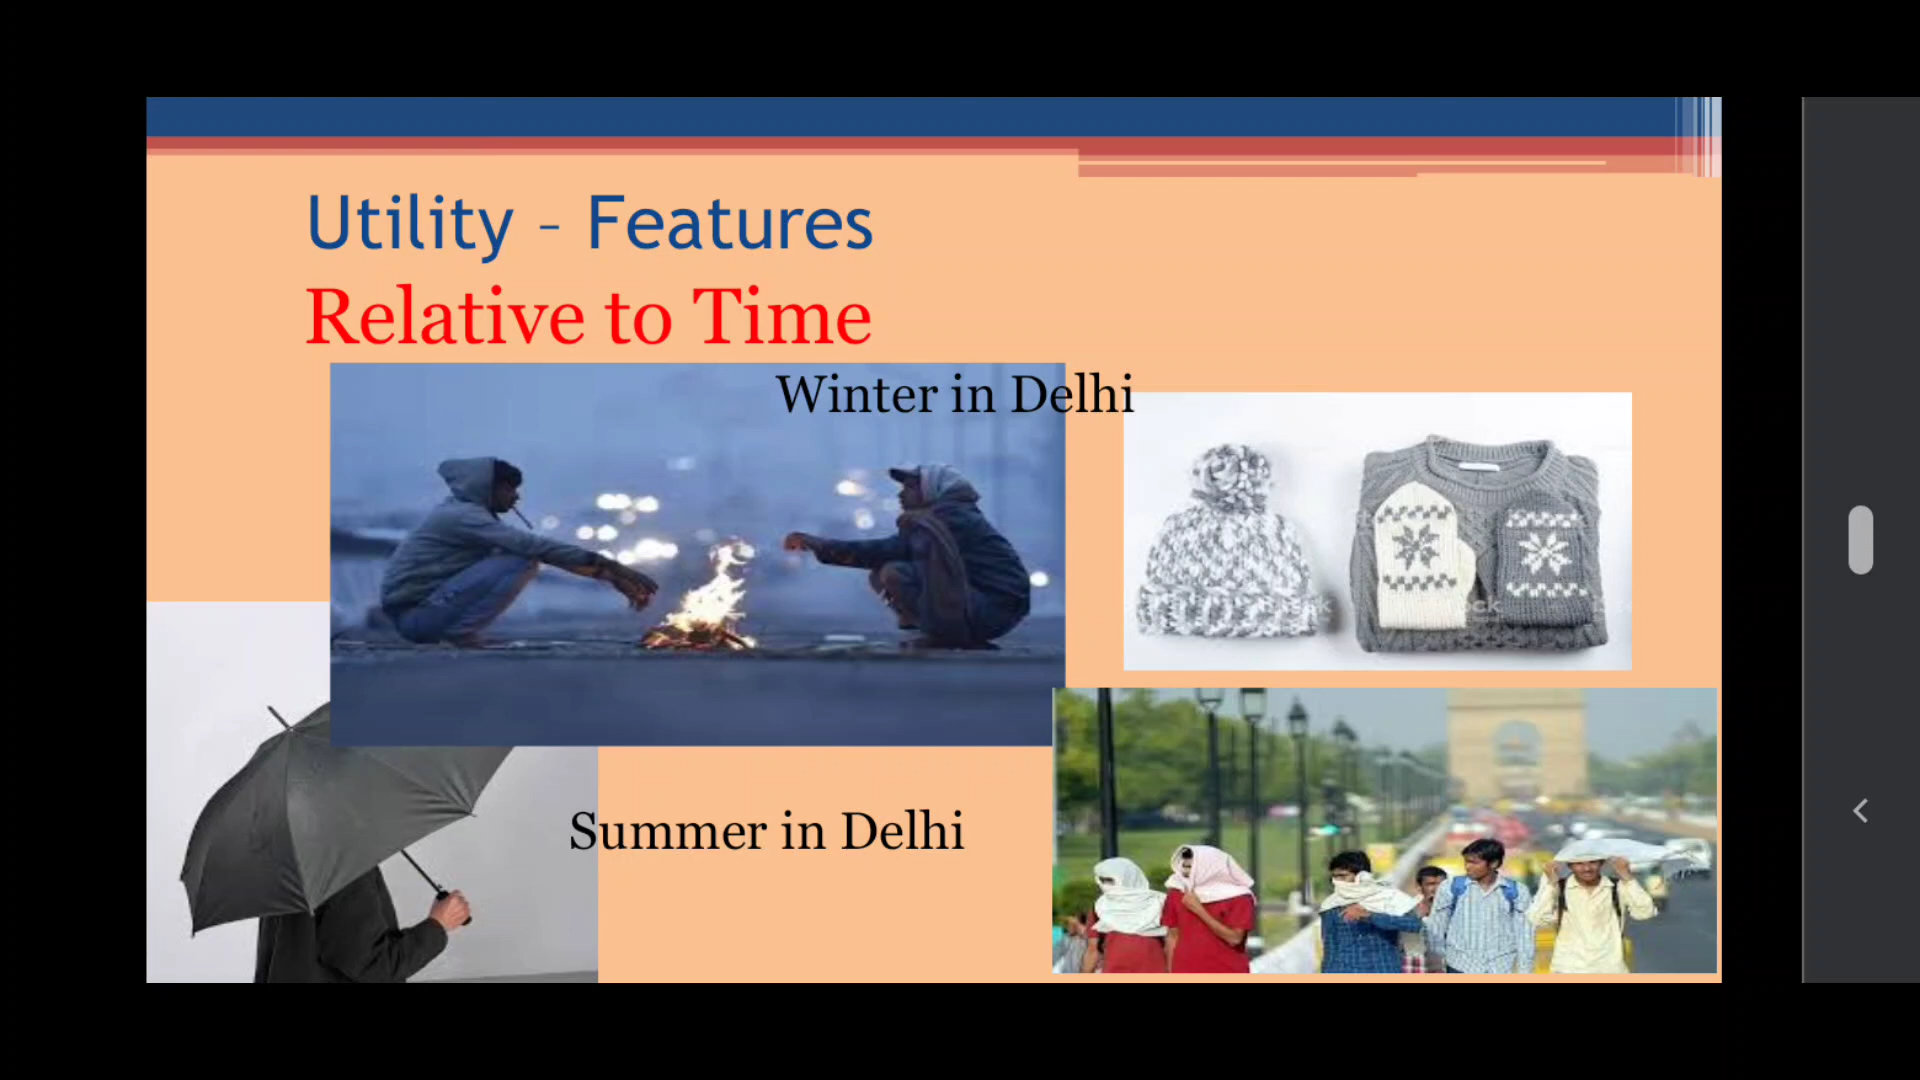 Utility – Features
Relative to Time
Winter in Delhi
Summer in Delhi